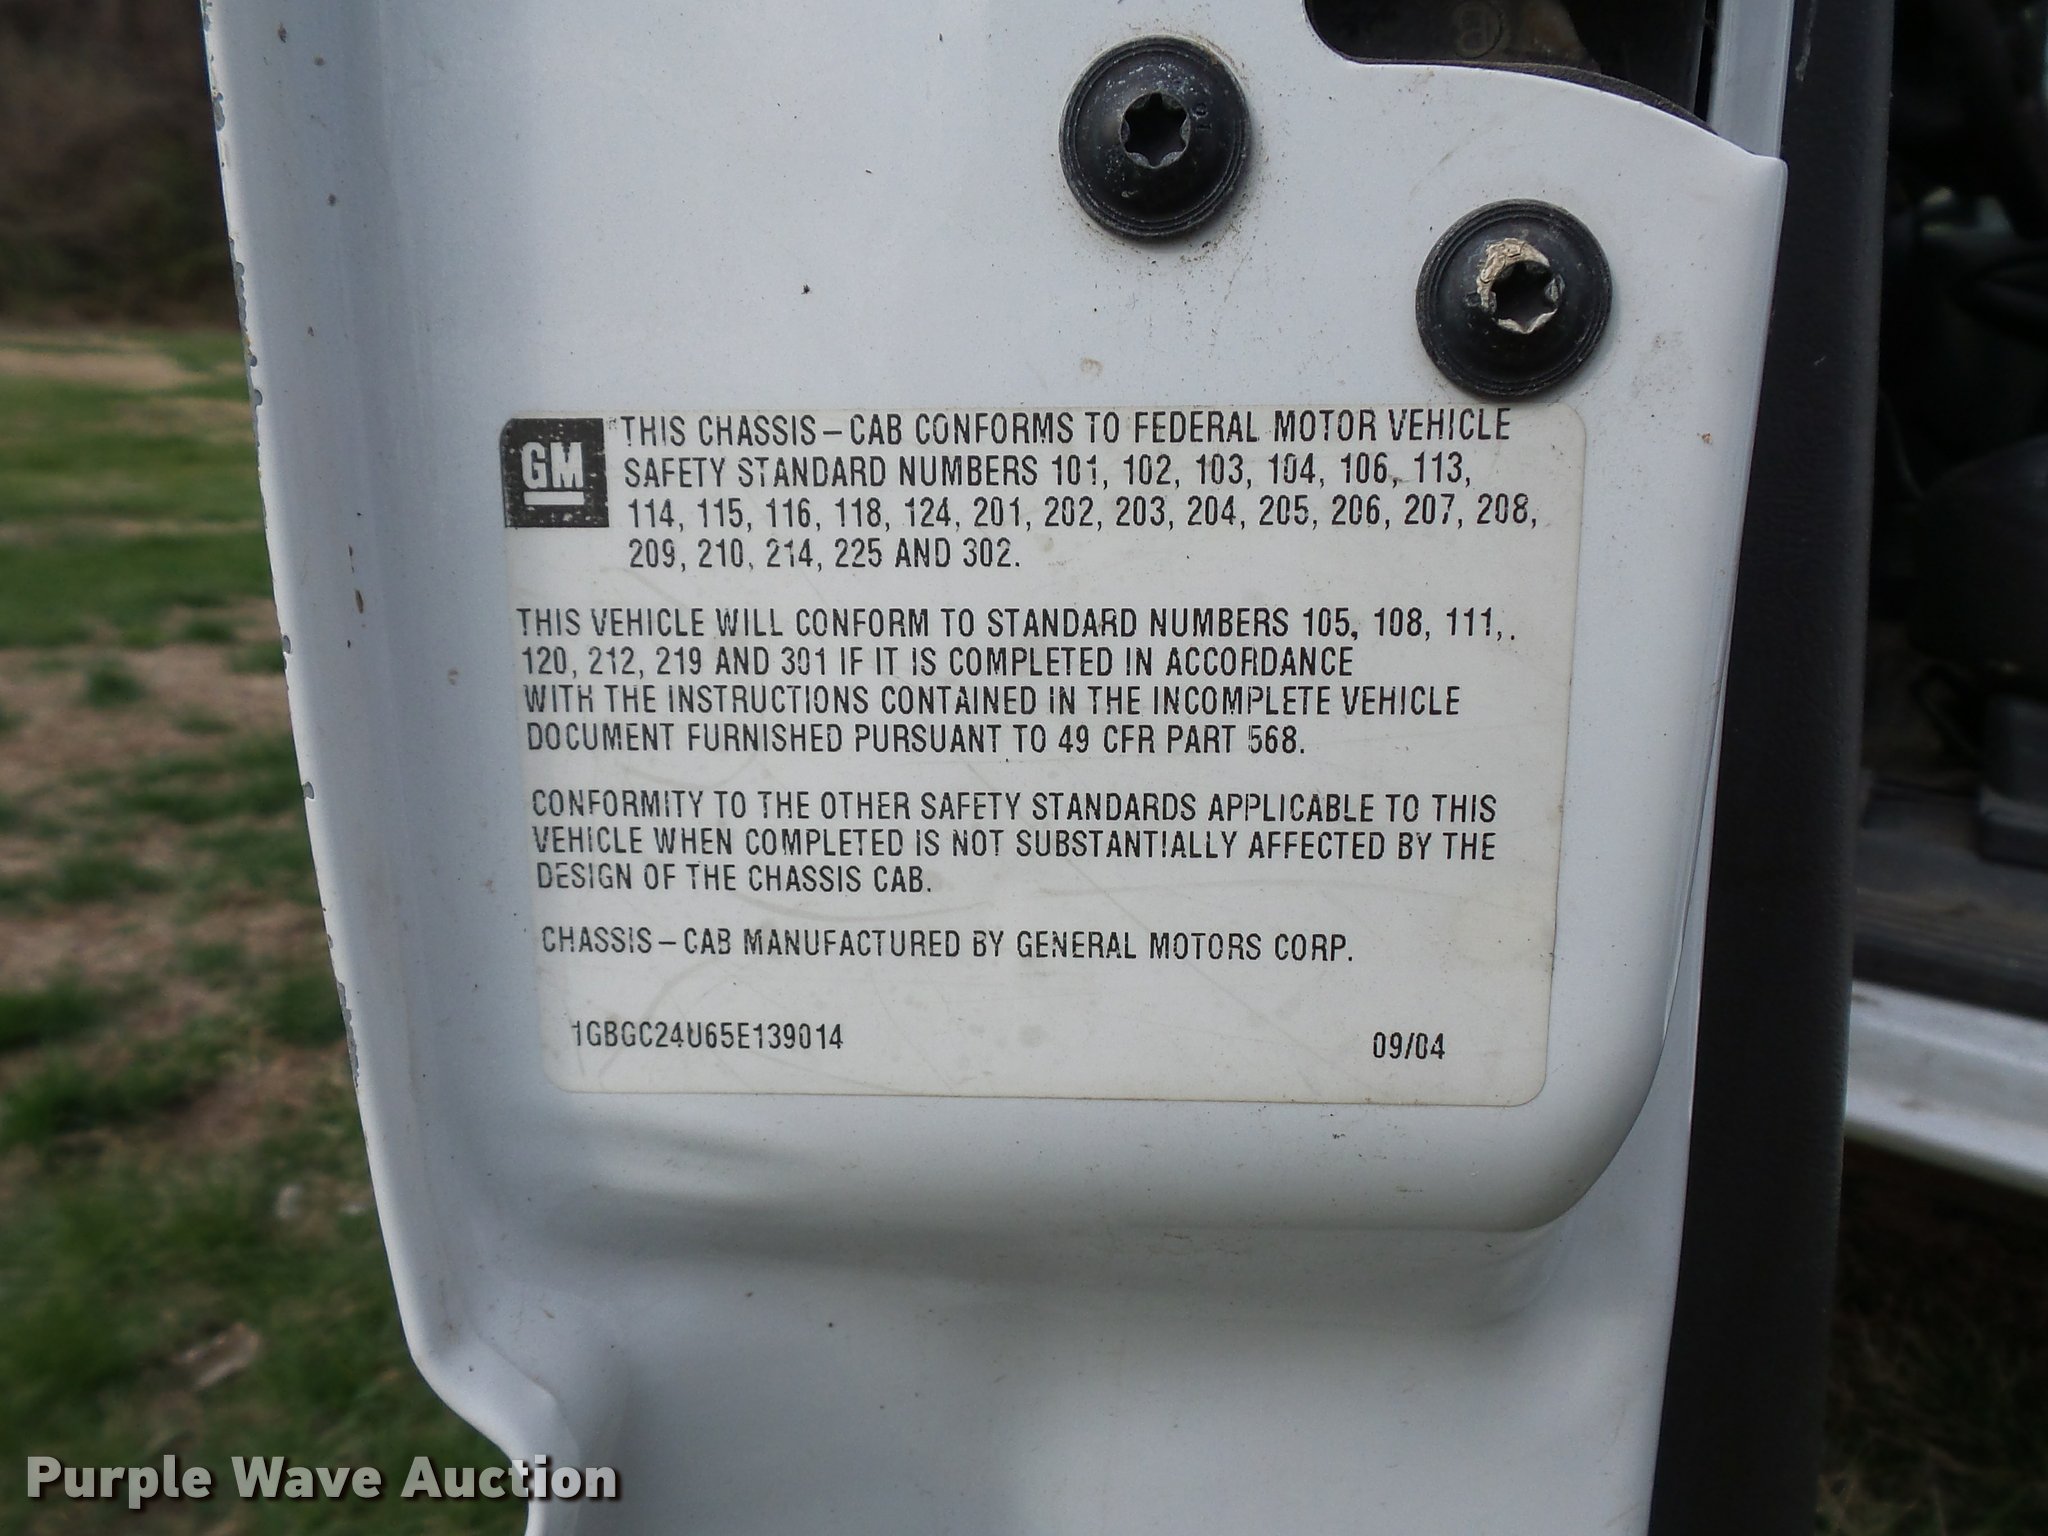 GM
THIS CHASSIS–CAB CONFORMS TO FEDERAL MOTOR VEHICLE
SAFETY STANDARD NUMBERS 101, 102, 103, 104, 106, 113,
114, 115, 116, 118, 124, 201, 202, 203, 204, 205, 206, 207, 208,
209, 210, 214, 225 AND 302.
THIS VEHICLE WILL CONFORM TO STANDARD NUMBERS 105, 108, 111,.
120, 212, 219 AND 301 IF IT IS COMPLETED IN ACCORDANCE
WITH THE INSTRUCTIONS CONTAINED IN THE INCOMPLETE VEHICLE
DOCUMENT FURNISHED PURSUANT TO 49 CFR PART 568.
CONFORMITY TO THE OTHER SAFETY STANDARDS APPLICABLE TO THIS
VEHICLE WHEN COMPLETED IS NOT SUBSTANTIALLY AFFECTED BY THE
DESIGN OF THE CHASSIS CAB.
CHASSIS–CAB MANUFACTURED BY GENERAL MOTORS CORP.
1GBGC24U65E139014 09/04
Purple Wave Auction